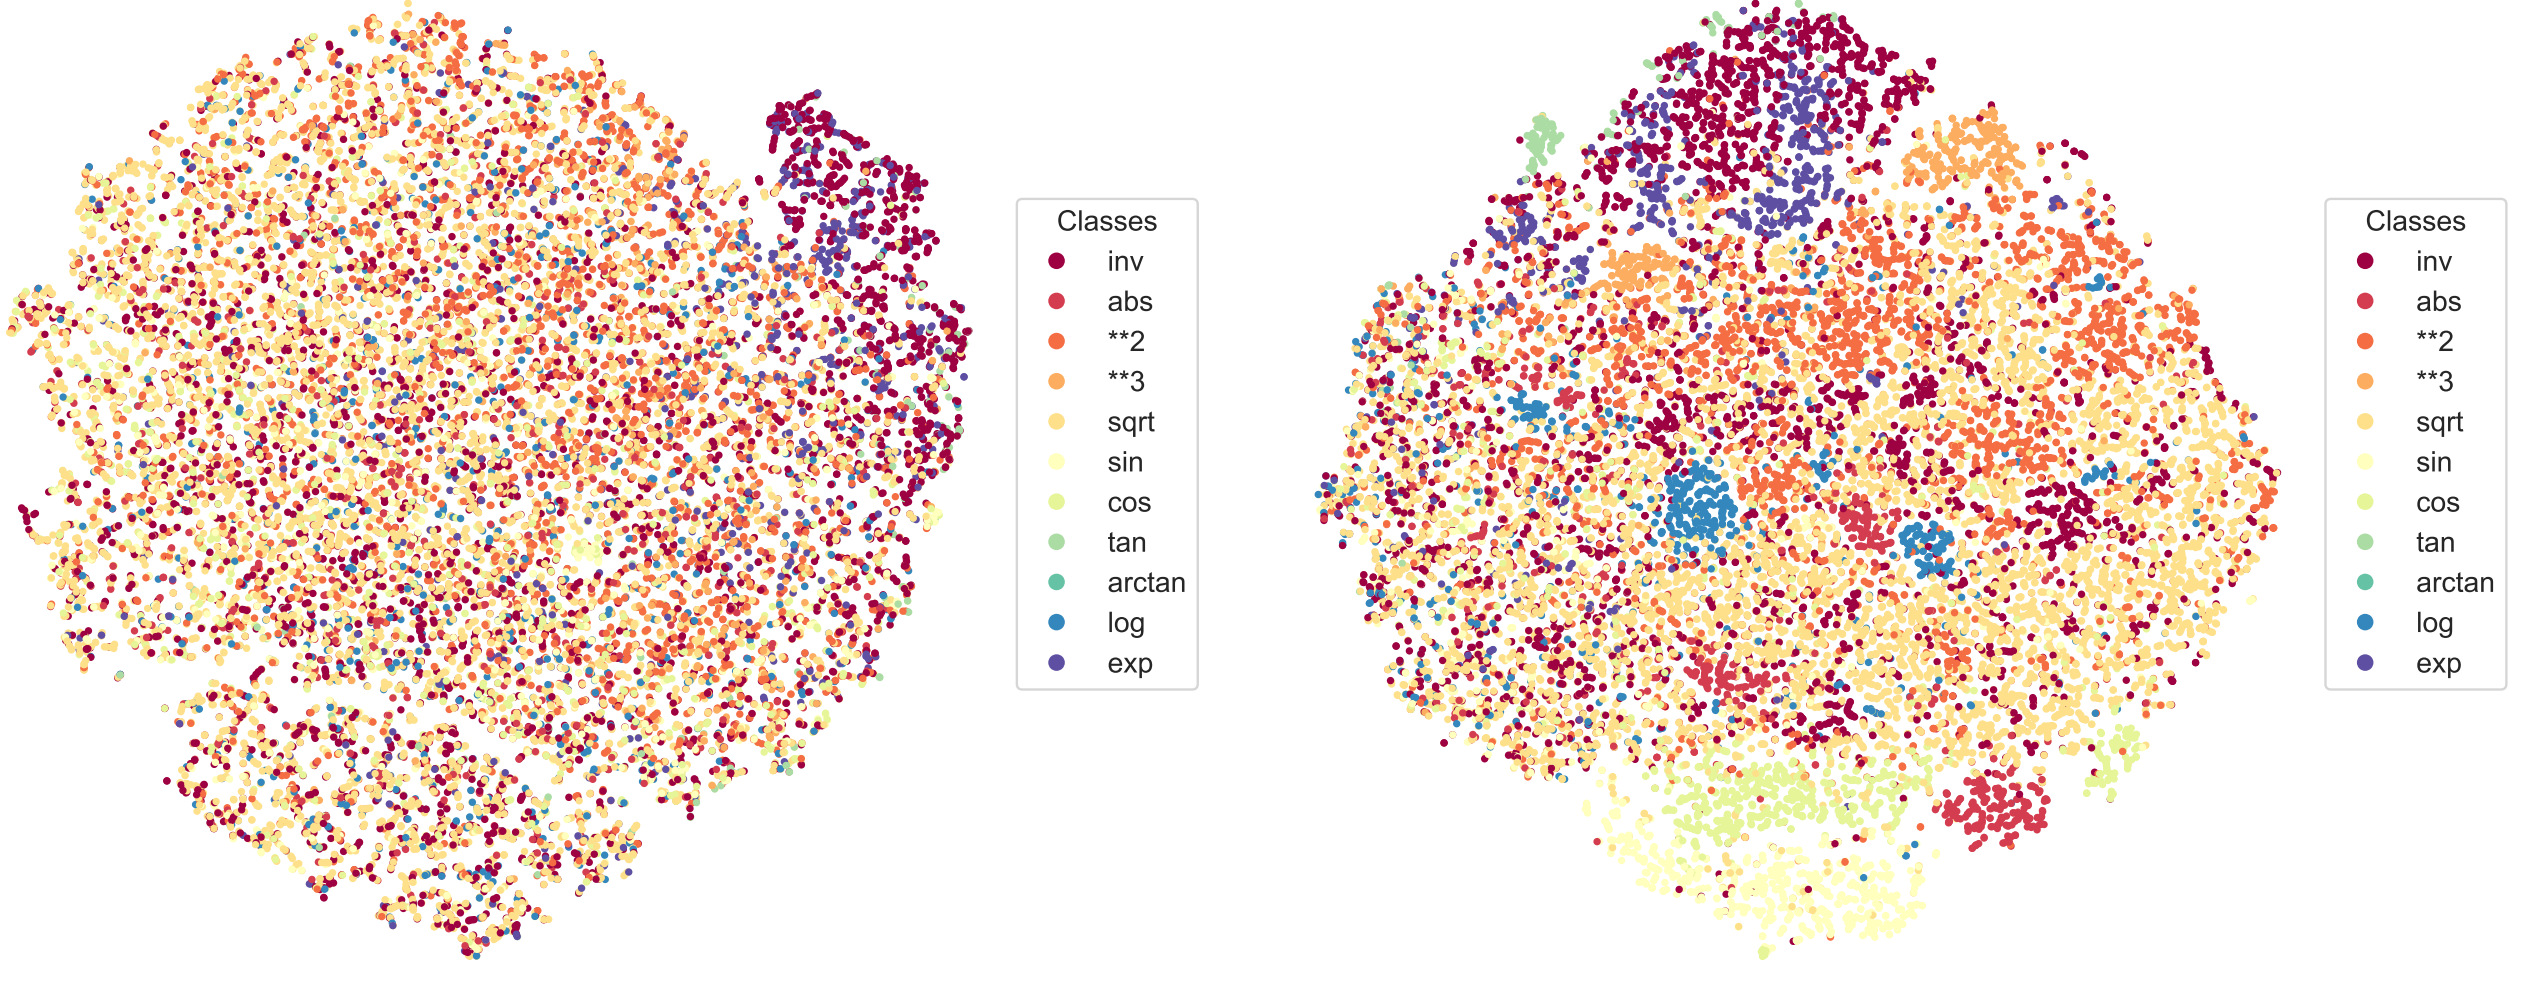 Classes
inv
abs
**2
**3
sqrt
sin
cos
tan
arctan
log
exp
Classes
inv
abs
**2
**3
sqrt
sin
cos
tan
arctan
log
exp